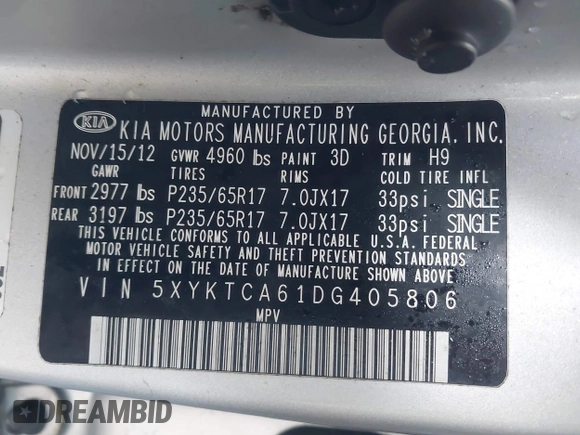 MANUFACTURED BY
KIA KIA MOTORS MANUFACTURING GEORGIA, INC.
NOV/15/12 GVWR 4960 lbs PAINT 3D TRIM H9
GAWR TIRES RIMS COLD TIRE INFL
FRONT 2977 lbs P235/65R17 7.0JX17 33psi SINGLE
REAR 3197 lbs P235/65R17 7.0JX17 33psi SINGLE
THIS VEHICLE CONFORMS TO ALL APPLICABLE U.S.A. FEDERAL
MOTOR VEHICLE SAFETY AND THEFT PREVENTION STANDARDS
IN EFFECT ON THE DATE OF MANUFACTURE SHOWN ABOVE.
VIN 5XYKTCA61DG405806
MPV
DREAMBID